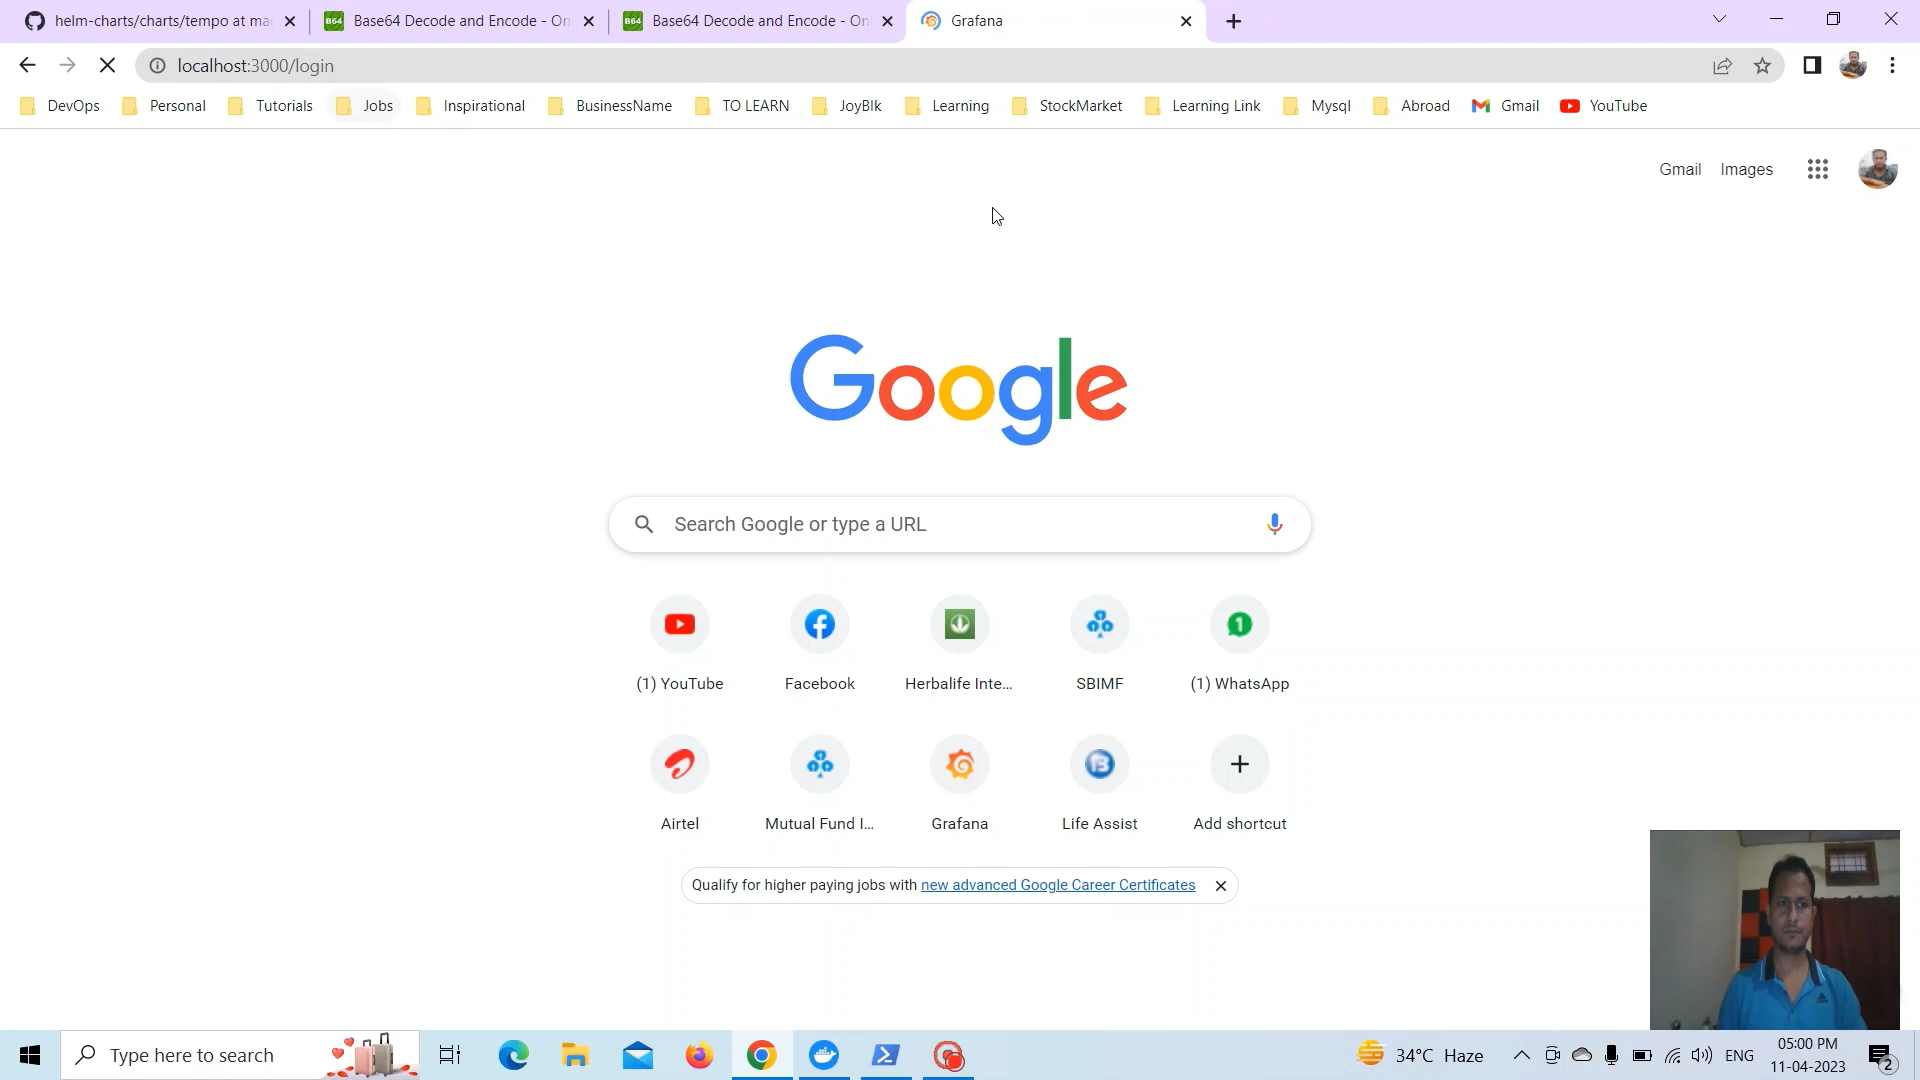 helm-charts/charts/tempo at mai
Base64 Decode and Encode - On
Base64 Decode and Encode - Onl
Grafana
localhost:3000/login
DevOps
Personal
Tutorials
Jobs
Inspirational
BusinessName
TO LEARN
JoyBlk
Learning
StockMarket
Learning Link
Mysql
Abroad
Gmail
YouTube
Gmail
Images
Google
Search Google or type a URL
(1) YouTube
Facebook
Herbalife Inte...
SBIMF
(1) WhatsApp
Airtel
Mutual Fund I...
Grafana
Life Assist
Add shortcut
Qualify for higher paying jobs with new advanced Google Career Certificates
Type here to search
34°C Haze
ENG
05:00 PM
11-04-2023
2